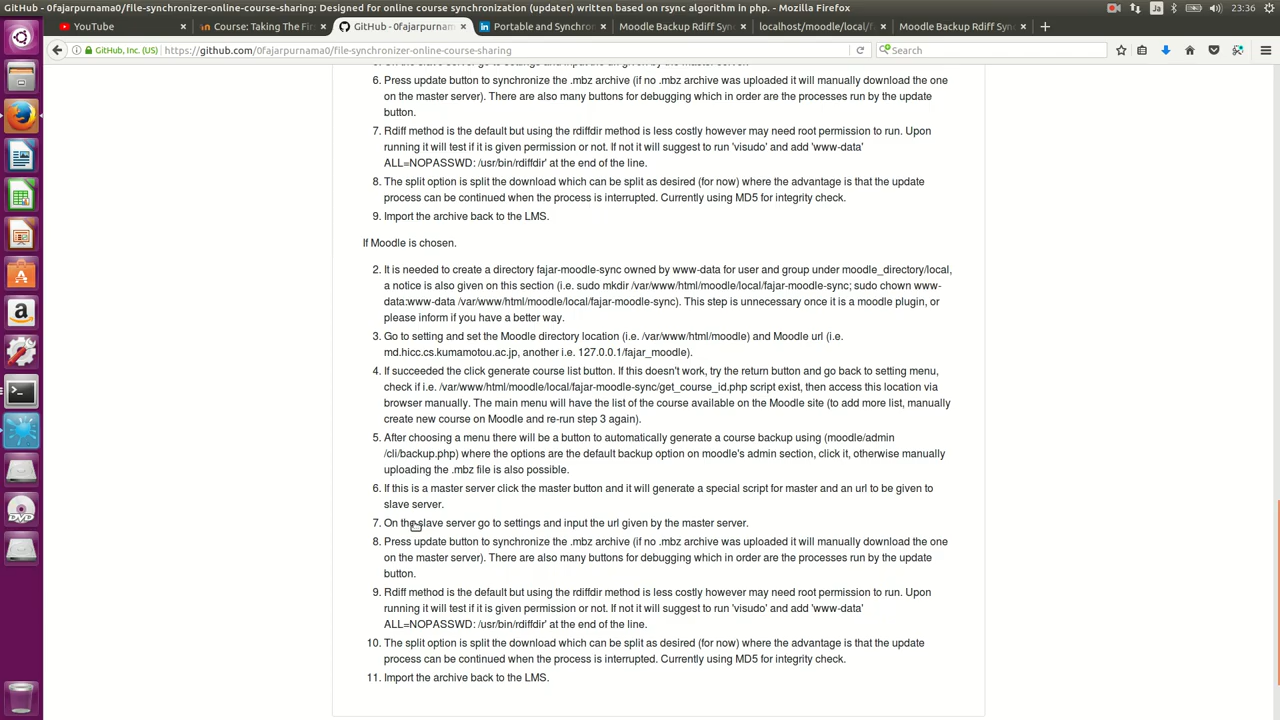 0fajarpurnama0/file-synchronizer-online-course-sharing: Designed for online course synchronization (updater) written based on rsync algorithm in php. - Mozilla Firefox
Ja
23:36
YouTube
Course: Taking The Firs
GitHub - 0fajarpurnam
Portable and Synchron
Moodle Backup Rdiff Syn
localhost/moodle/local/f
Moodle Backup Rdiff Syn
GitHub, Inc. (US)
https://github.com/0fajarpurnama0/file-synchronizer-online-course-sharing
Search
6. Press update button to synchronize the .mbz archive (if no .mbz archive was uploaded it will manually download the one
on the master server). There are also many buttons for debugging which in order are the processes run by the update
button.
7. Rdiff method is the default but using the rdiffdir method is less costly however may need root permission to run. Upon
running it will test if it is given permission or not. If not it will suggest to run 'visudo' and add 'www-data'
ALL=NOPASSWD: /usr/bin/rdiffdir' at the end of the line.
8. The split option is split the download which can be split as desired (for now) where the advantage is that the update
process can be continued when the process is interrupted. Currently using MD5 for integrity check.
9. Import the archive back to the LMS.
If Moodle is chosen.
2. It is needed to create a directory fajar-moodle-sync owned by www-data for user and group under moodle_directory/local,
a notice is also given on this section (i.e. sudo mkdir /var/www/html/moodle/local/fajar-moodle-sync; sudo chown www-
data:www-data /var/www/html/moodle/local/fajar-moodle-sync). This step is unnecessary once it is a moodle plugin, or
please inform if you have a better way.
3. Go to setting and set the Moodle directory location (i.e. /var/www/html/moodle) and Moodle url (i.e.
md.hicc.cs.kumamotou.ac.jp, another i.e. 127.0.0.1/fajar_moodle).
4. If succeeded the click generate course list button. If this doesn't work, try the return button and go back to setting menu,
check if i.e. /var/www/html/moodle/local/fajar-moodle-sync/get_course_id.php script exist, then access this location via
browser manually. The main menu will have the list of the course available on the Moodle site (to add more list, manually
create new course on Moodle and re-run step 3 again).
5. After choosing a menu there will be a button to automatically generate a course backup using (moodle/admin
/cli/backup.php) where the options are the default backup option on moodle's admin section, click it, otherwise manually
uploading the .mbz file is also possible.
6. If this is a master server click the master button and it will generate a special script for master and an url to be given to
slave server.
7. On the slave server go to settings and input the url given by the master server.
8. Press update button to synchronize the .mbz archive (if no .mbz archive was uploaded it will manually download the one
on the master server). There are also many buttons for debugging which in order are the processes run by the update
button.
9. Rdiff method is the default but using the rdiffdir method is less costly however may need root permission to run. Upon
running it will test if it is given permission or not. If not it will suggest to run 'visudo' and add 'www-data'
ALL=NOPASSWD: /usr/bin/rdiffdir' at the end of the line.
10. The split option is split the download which can be split as desired (for now) where the advantage is that the update
process can be continued when the process is interrupted. Currently using MD5 for integrity check.
11. Import the archive back to the LMS.